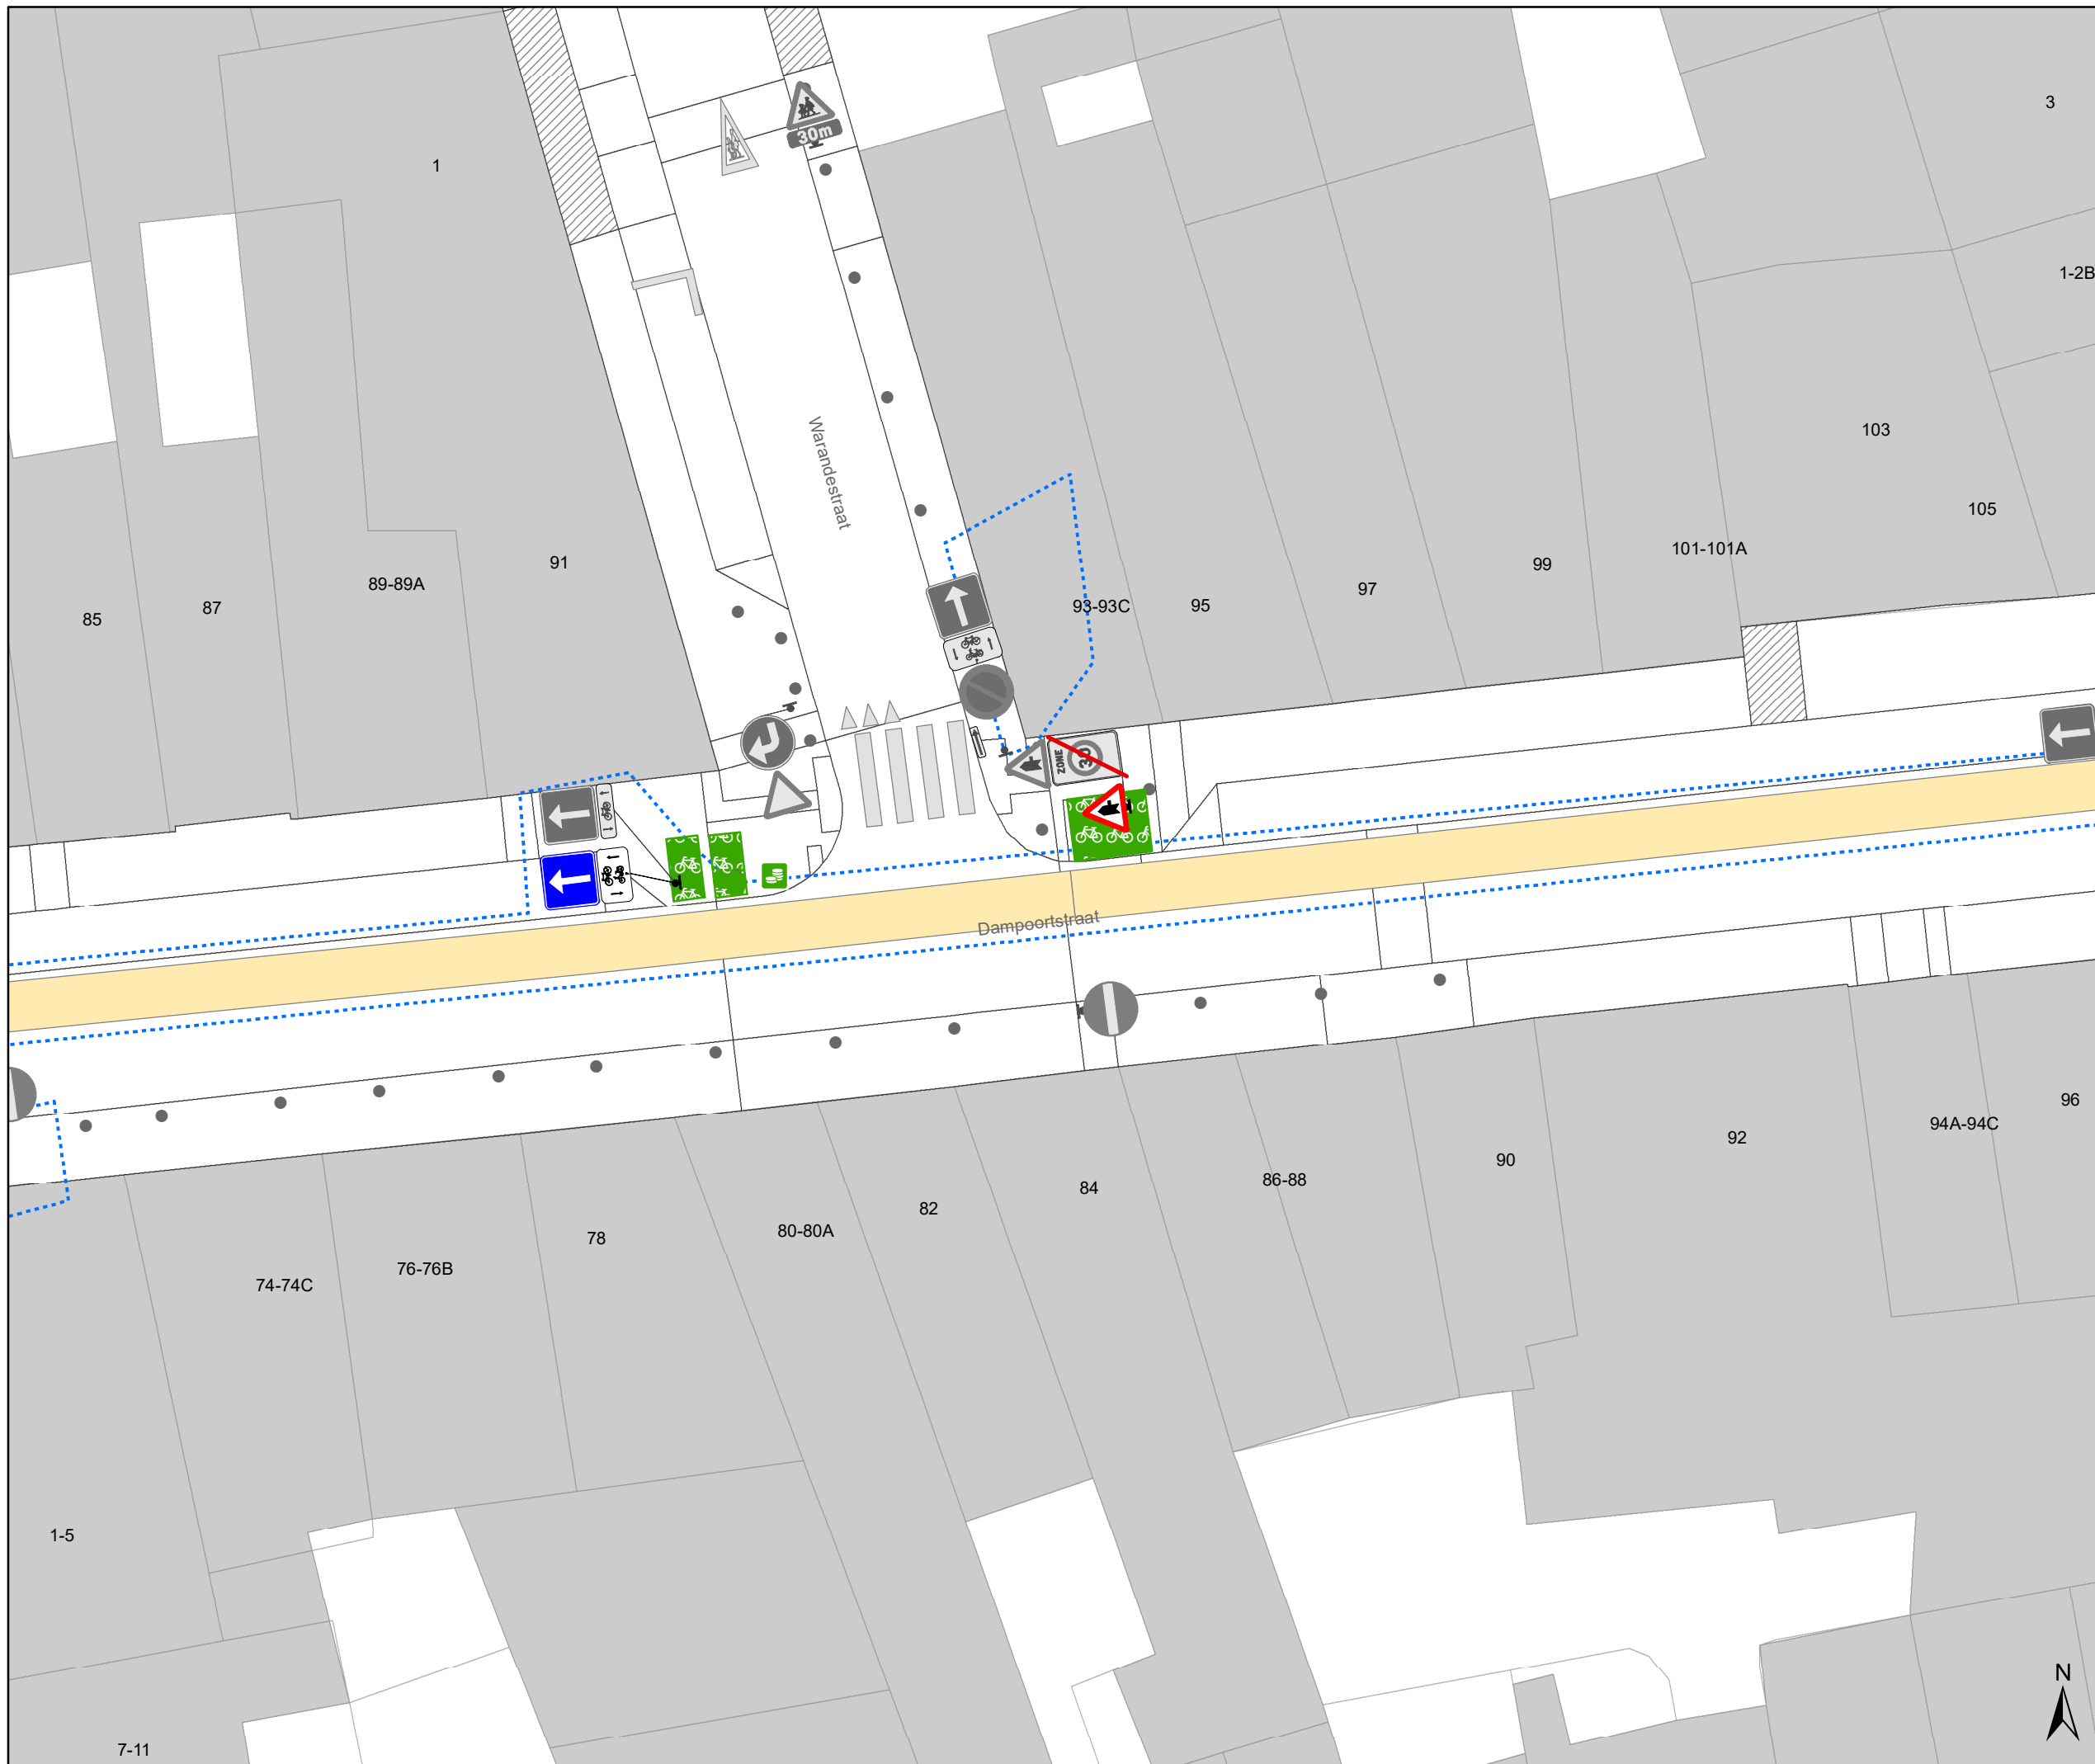 3
30m
1
1-2B
103
Warandestraat
105
101-101A
91
99
89-89A
97
93-93C
95
87
85
ZONE
30
Dampoortstraat
96
94A-94C
92
90
86-88
84
82
80-80A
78
76-76B
74-74C
1-5
N
7-11